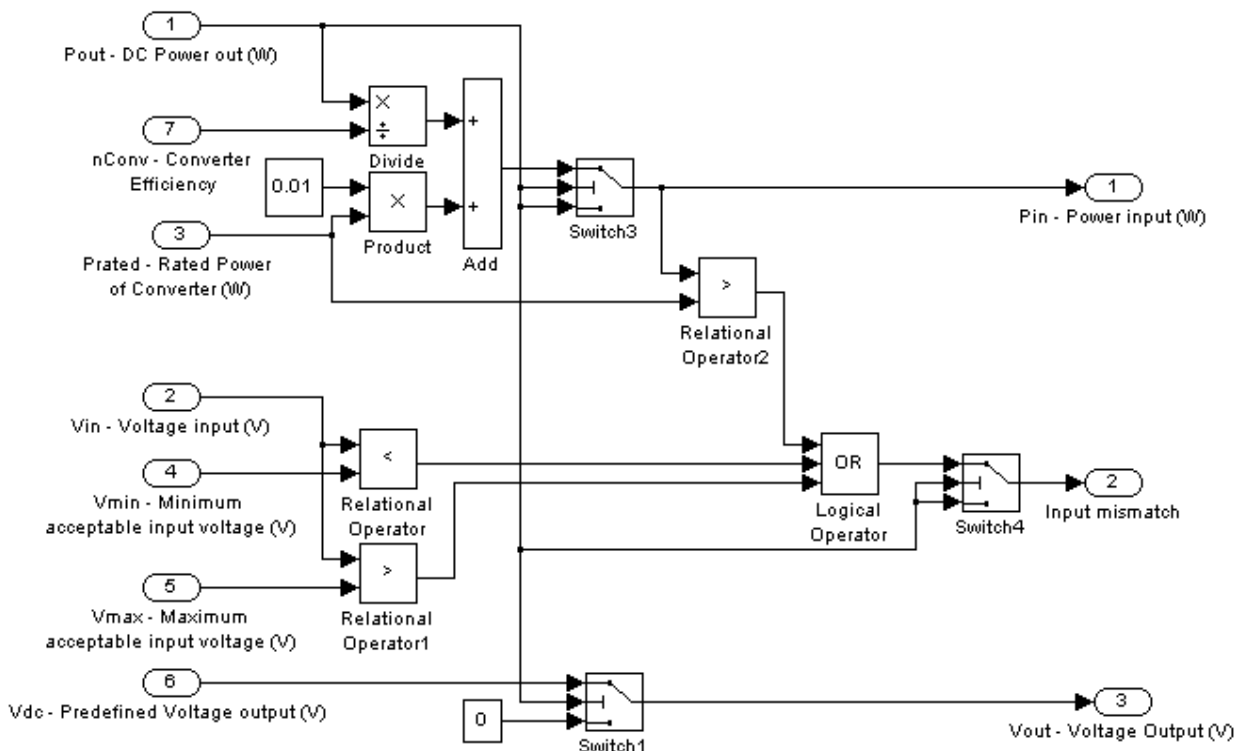 1
Pout - DC Power out (W)
×
÷
Divide
+
7
nConv - Converter
Efficiency
0.01
×
Product
+
Add
Switch3
1
Pin - Power input (W)
3
Prated - Rated Power
of Converter (W)
>
Relational
Operator2
2
Vin - Voltage input (V)
<
Relational
Operator
4
Vmin - Minimum
acceptable input voltage (V)
OR
Logical
Operator
Switch4
2
Input mismatch
>
Relational
Operator1
5
Vmax - Maximum
acceptable input voltage (V)
6
Vdc - Predefined Voltage output (V)
0
Switch1
3
Vout - Voltage Output (V)